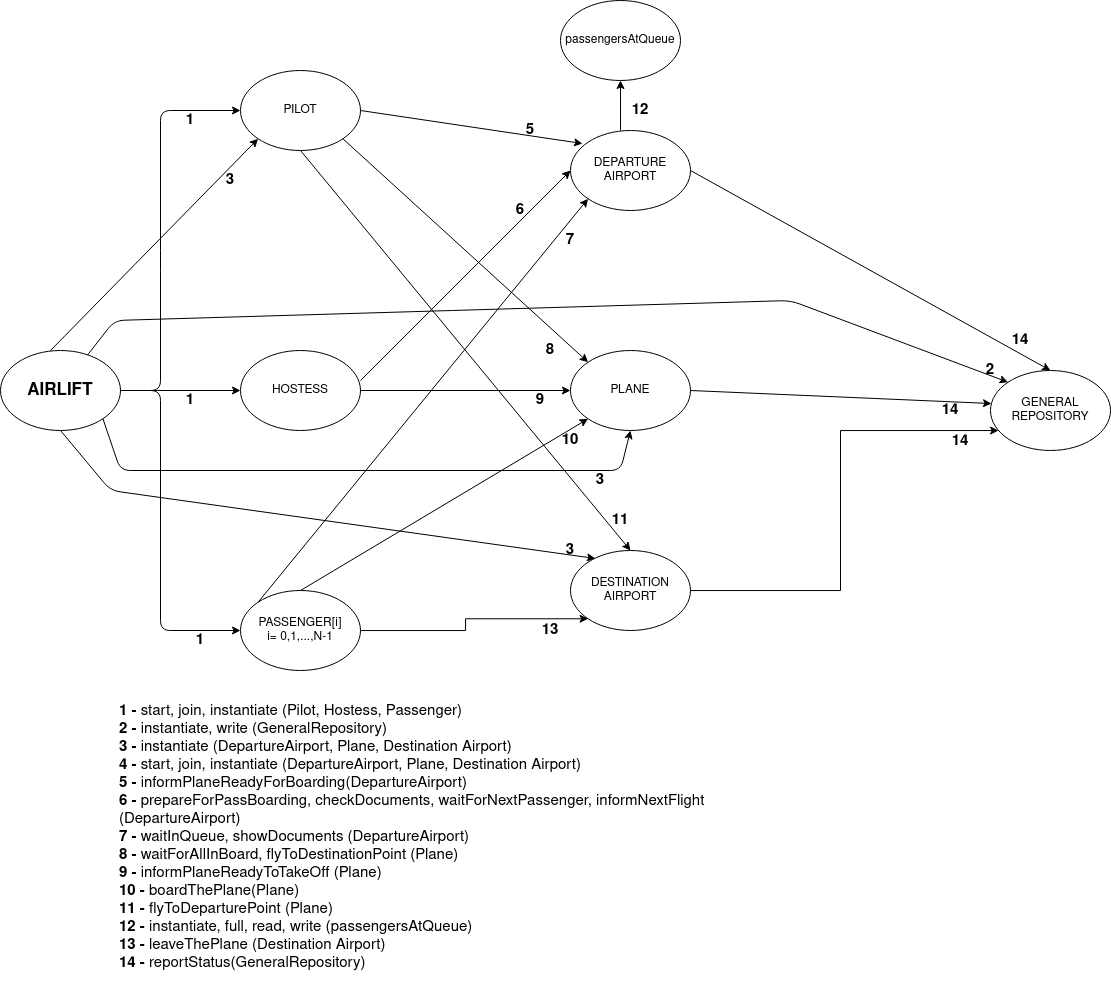 passengersAtQueue
12
PILOT
1
5
DEPARTURE
AIRPORT
3
6
7
14
8
2
AIRLIFT
HOSTESS
PLANE
GENERAL
REPOSITORY
1
9
14
10
14
3
11
3
DESTINATION
AIRPORT
PASSENGER[i]
i= 0,1,...,N-1
1
13
1 - start, join, instantiate (Pilot, Hostess, Passenger)
2 - instantiate, write (GeneralRepository)
3 - instantiate (DepartureAirport, Plane, Destination Airport)
4 - start, join, instantiate (DepartureAirport, Plane, Destination Airport)
5 - informPlaneReadyForBoarding(DepartureAirport)
6 - prepareForPassBoarding, checkDocuments, waitForNextPassenger, informNextFlight
(DepartureAirport)
7 - waitInQueue, showDocuments (DepartureAirport)
8 - waitForAllInBoard, flyToDestinationPoint (Plane)
9 - informPlaneReadyToTakeOff (Plane)
10 - boardThePlane(Plane)
11 - flyToDeparturePoint (Plane)
12 - instantiate, full, read, write (passengersAtQueue)
13 - leaveThePlane (Destination Airport)
14 - reportStatus(GeneralRepository)